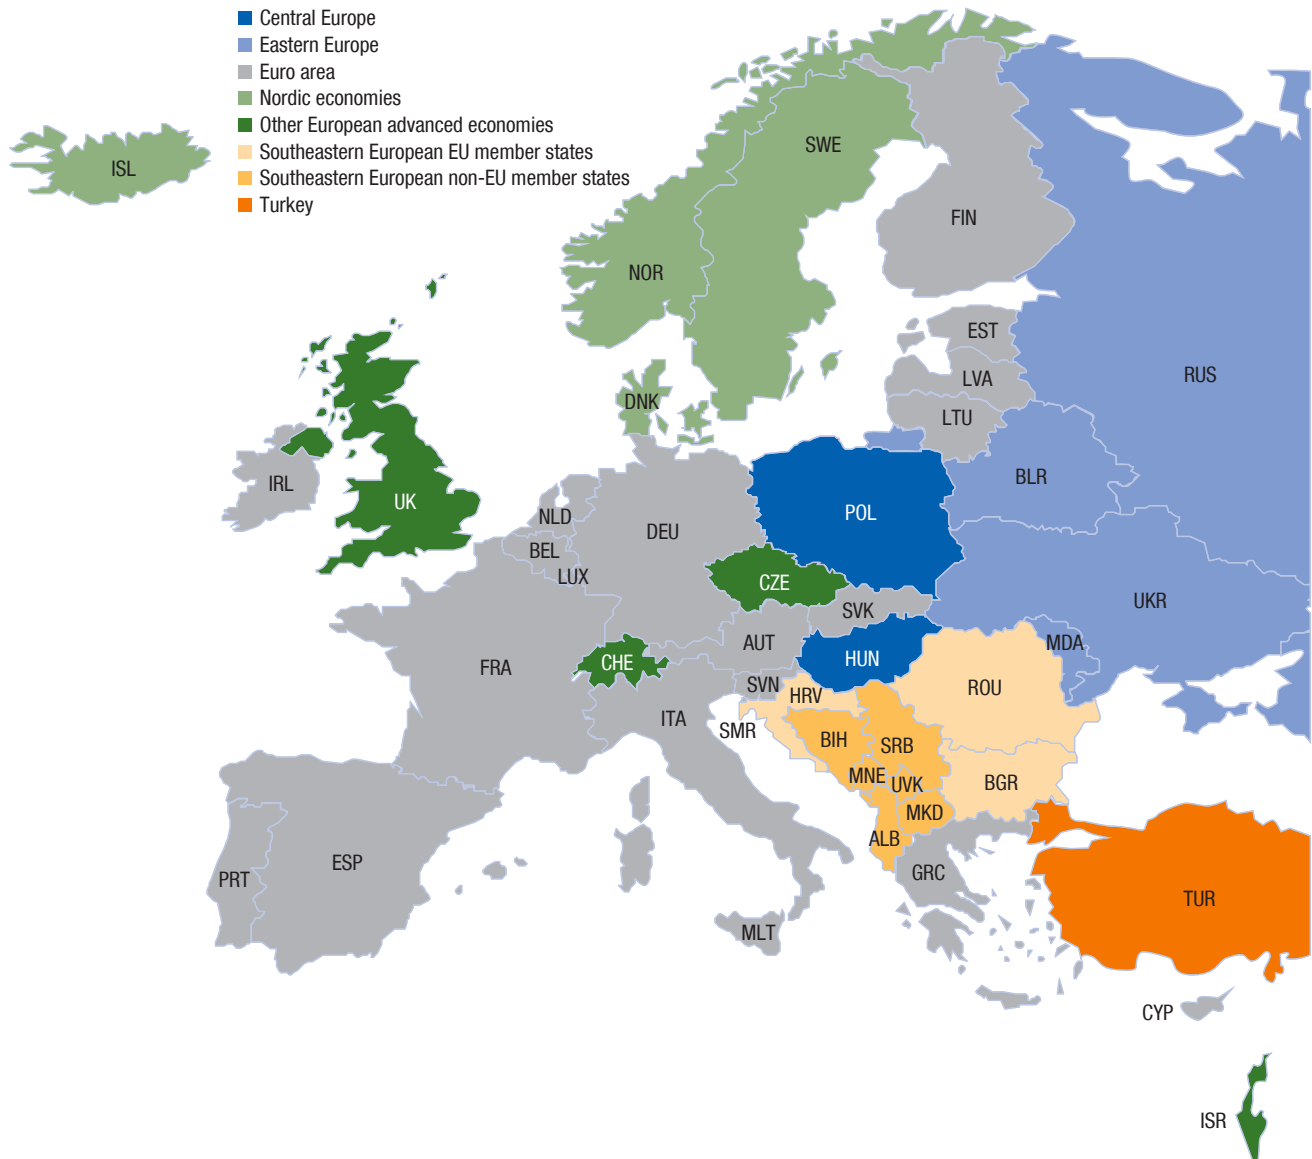 Central Europe
Eastern Europe
Euro area
Nordic economies
Other European advanced economies
Southeastern European EU member states
Southeastern European non-EU member states
Turkey
ISL
SWE
FIN
NOR
EST
RUS
LVA
DNK
LTU
BLR
IRL
UK
NLD
DEU
POL
BEL
LUX
CZE
SVK
UKR
AUT
MDA
FRA
CHE
HUN
SVN
HRV
ROU
ITA
SMR
BIH
SRB
MNE
UVK
BGR
MKD
ALB
ESP
PRT
GRC
TUR
MLT
CYP
ISR